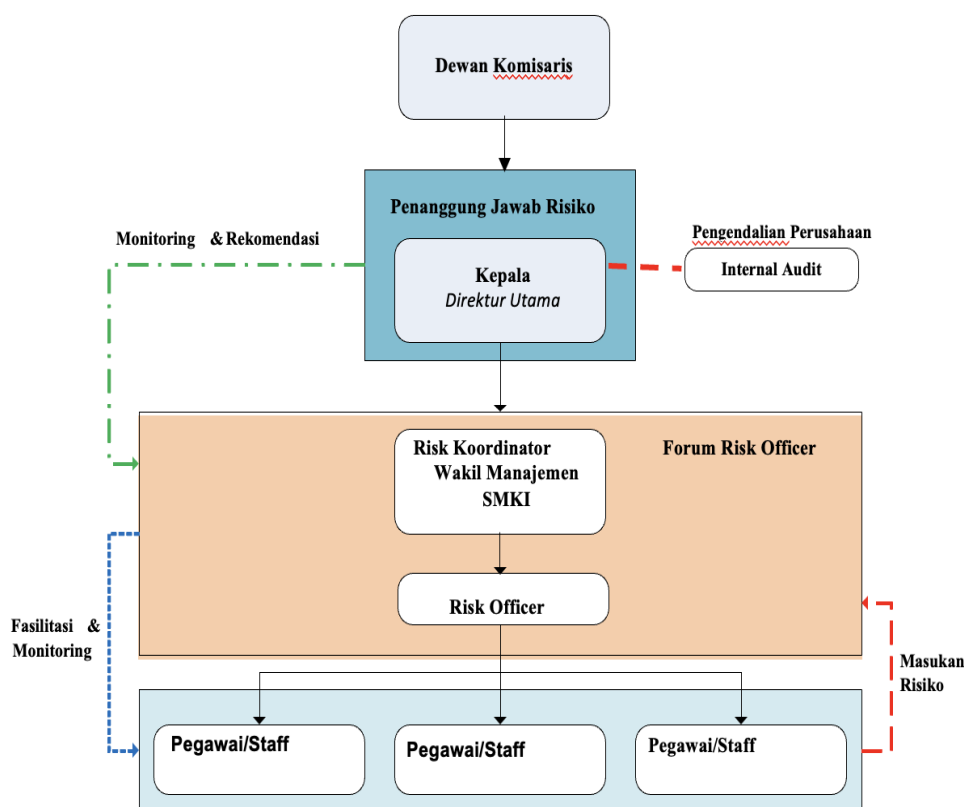 Dewan Komisaris
Penanggung Jawab Risiko
Monitoring & Rekomendasi
Pengendalian Perusahaan
Kepala
Direktur Utama
Internal Audit
Risk Koordinator
Wakil Manajemen
SMKI
Forum Risk Officer
Risk Officer
Fasilitasi &
Monitoring
Masukan
Risiko
Pegawai/Staff
Pegawai/Staff
Pegawai/Staff